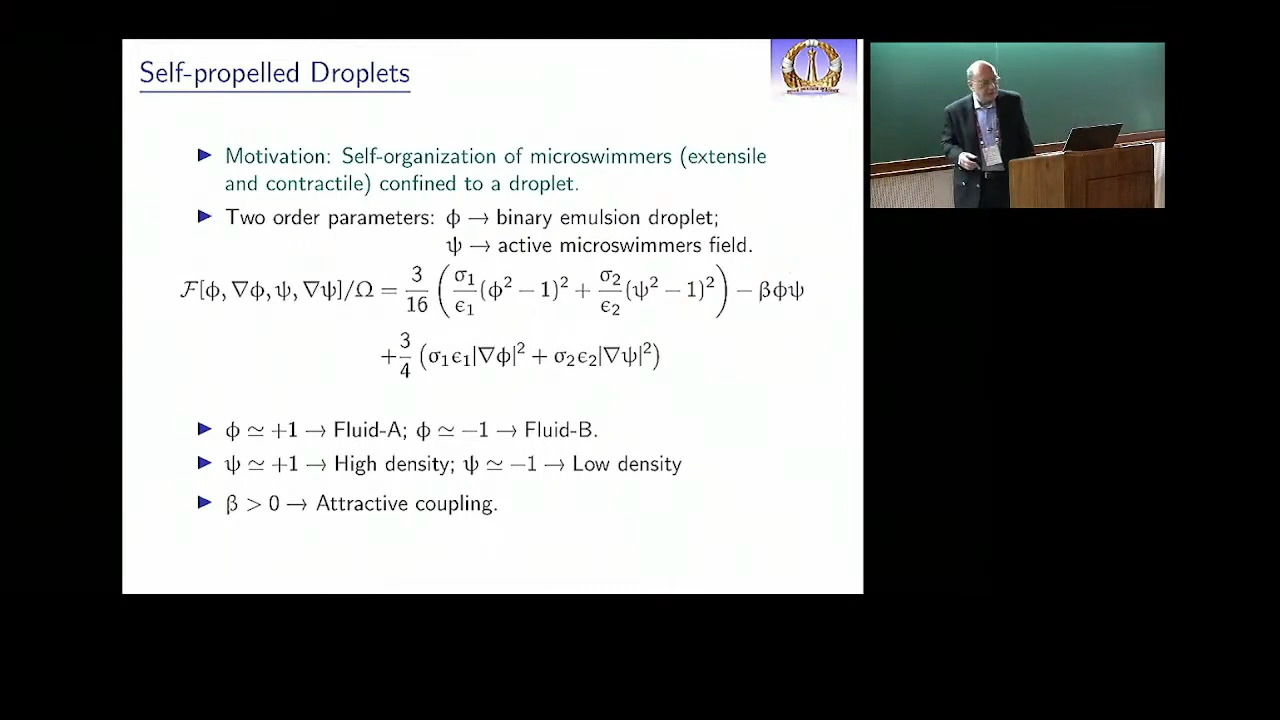 Self-propelled Droplets
▶ Motivation: Self-organization of microswimmers (extensile
and contractile) confined to a droplet.
▶ Two order parameters: ϕ → binary emulsion droplet;
ψ → active microswimmers field.
ℱ[ϕ, ∇ϕ, ψ, ∇ψ]/Ω = 3/16 (σ₁/ϵ₁ (ϕ² − 1)² + σ₂/ϵ₂ (ψ² − 1)²) − βϕψ
+ 3/4 (σ₁ϵ₁|∇ϕ|² + σ₂ϵ₂|∇ψ|²)
▶ ϕ ≃ +1 → Fluid-A; ϕ ≃ −1 → Fluid-B.
▶ ψ ≃ +1 → High density; ψ ≃ −1 → Low density
▶ β > 0 → Attractive coupling.